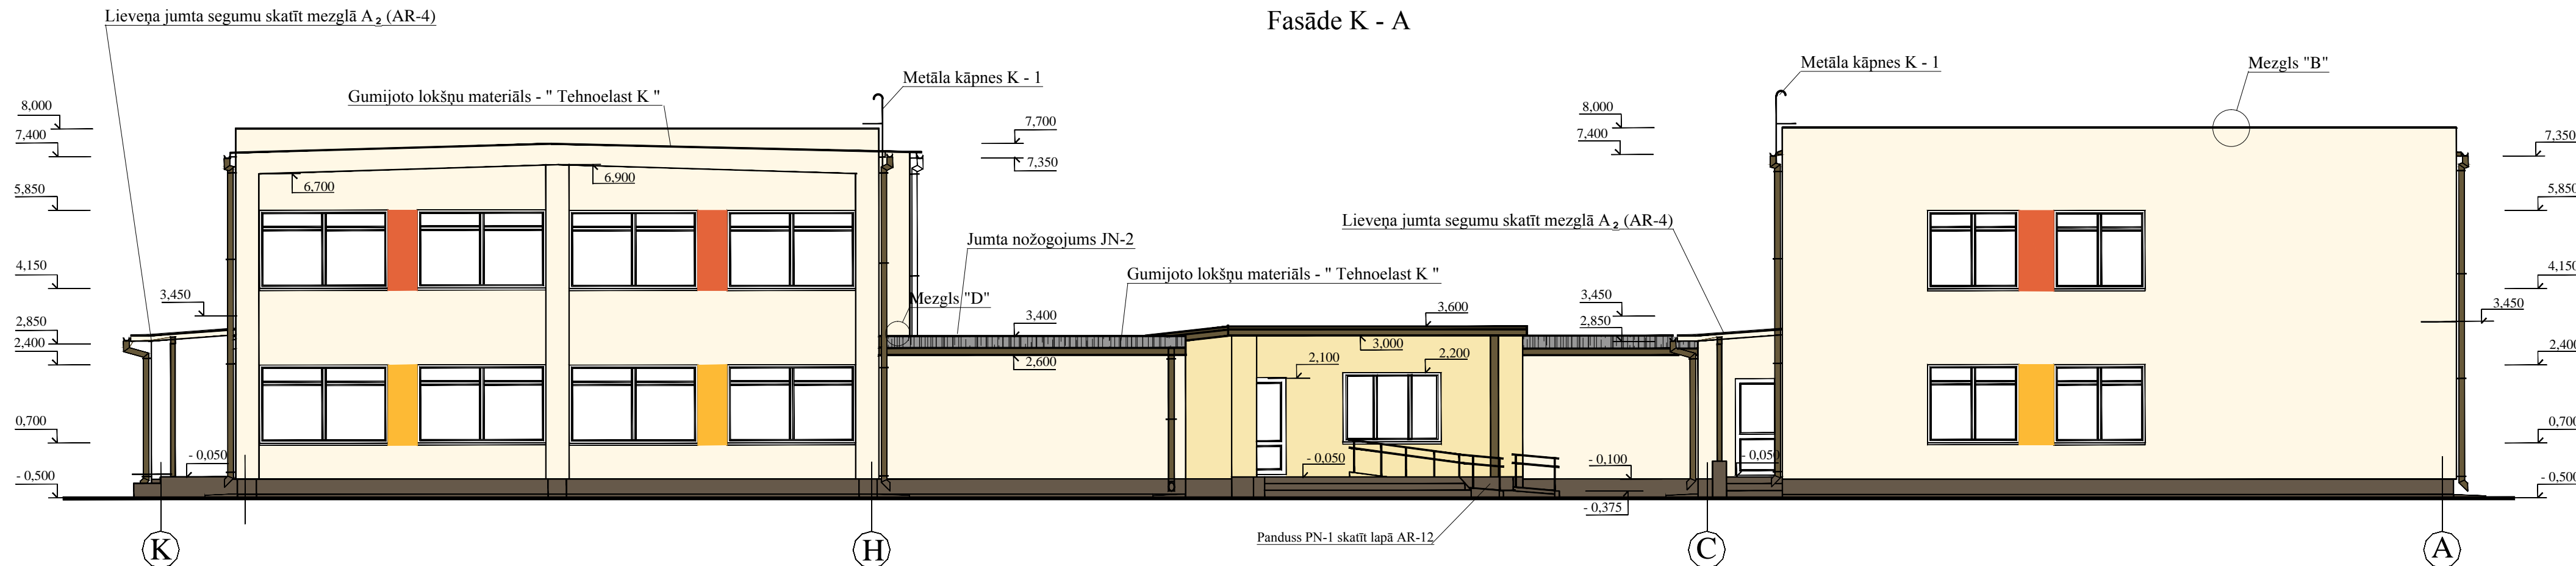 Fasāde K - A
Lieveņa jumta segumu skatīt mezglā A₂ (AR-4)
Metāla kāpnes K - 1
Gumijoto lokšņu materiāls - " Tehnoelast K "
Metāla kāpnes K - 1
Mezgls "B"
8,000
7,400
5,850
4,150
3,450
2,850
2,400
0,700
- 0,050
- 0,500
6,700
6,900
7,700
7,350
Jumta nožogojums JN-2
Gumijoto lokšņu materiāls - " Tehnoelast K "
Mezgls "D"
3,400
2,600
Lieveņa jumta segumu skatīt mezglā A₂ (AR-4)
3,600
3,000
2,100
2,200
- 0,050
8,000
7,400
3,450
2,850
- 0,100
- 0,375
- 0,050
7,350
5,850
4,150
3,450
2,400
0,700
- 0,500
Panduss PN-1 skatīt lapā AR-12
K
H
C
A